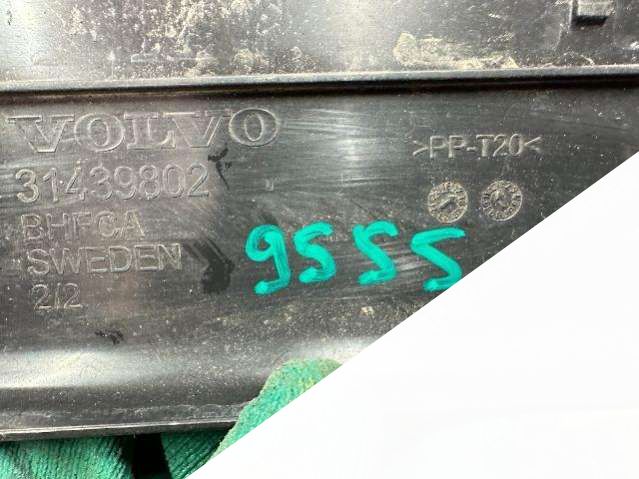 VOLVO
31439802
BHFCA
SWEDEN
2/2
>PP-T20<
9555